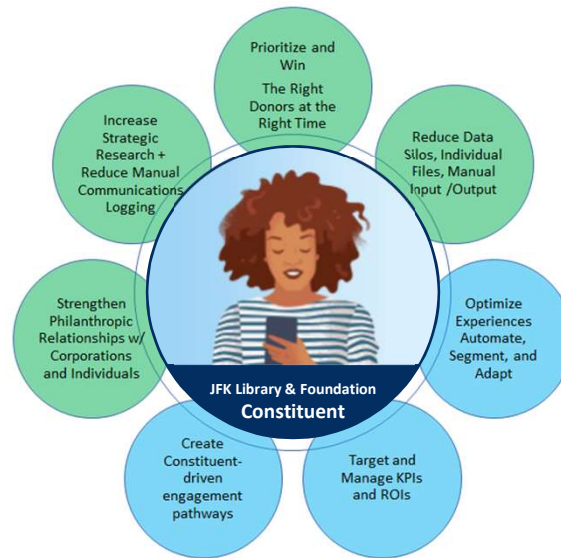 Prioritize and
Win
The Right
Donors at the
Right Time
Reduce Data
Silos, Individual
Files, Manual
Input /Output
Optimize
Experiences
Automate,
Segment, and
Adapt
Target and
Manage KPIs
and ROIs
Create
Constituent-
driven
engagement
pathways
Strengthen
Philanthropic
Relationships w/
Corporations
and Individuals
Increase
Strategic
Research +
Reduce Manual
Communications
Logging
JFK Library & Foundation
Constituent